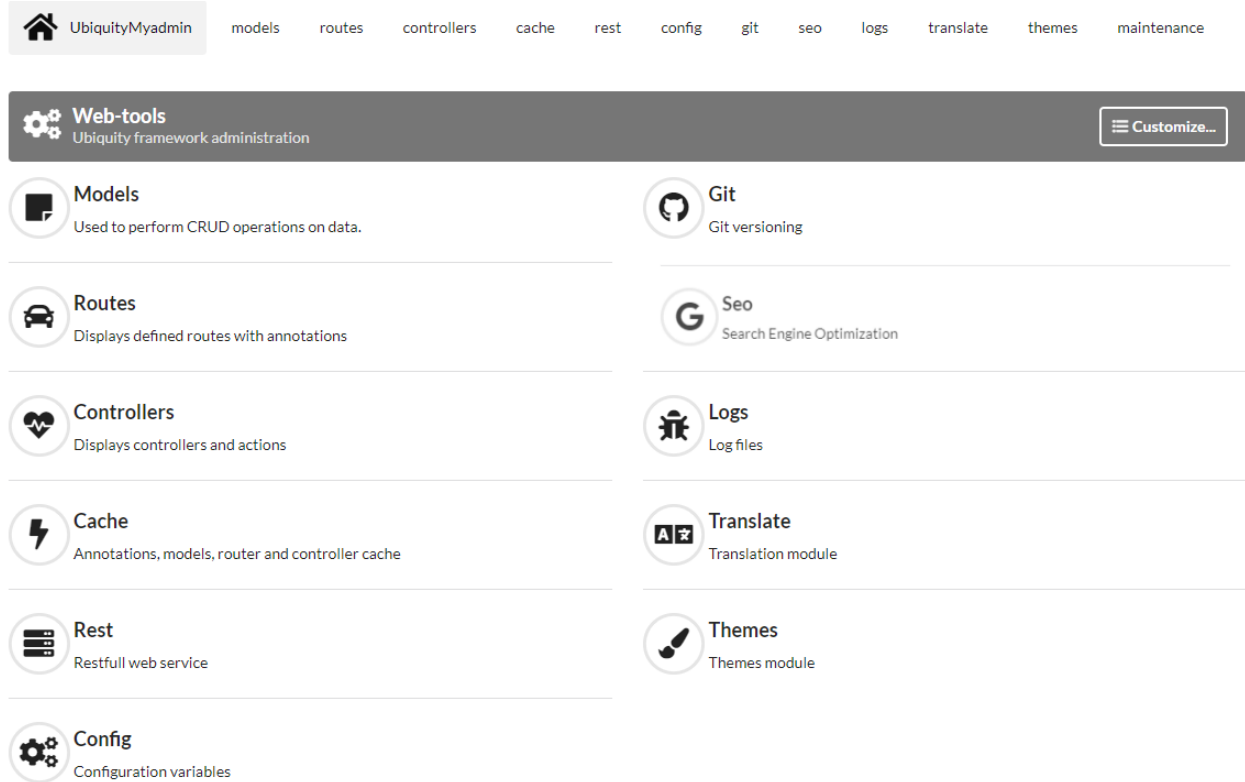 UbiquityMyadmin models routes controllers cache rest config git seo logs translate themes maintenance
Web-tools
Ubiquity framework administration
Customize...
Models
Used to perform CRUD operations on data.
Routes
Displays defined routes with annotations
Controllers
Displays controllers and actions
Cache
Annotations, models, router and controller cache
Rest
Restfull web service
Config
Configuration variables
Git
Git versioning
Seo
Search Engine Optimization
Logs
Log files
Translate
Translation module
Themes
Themes module